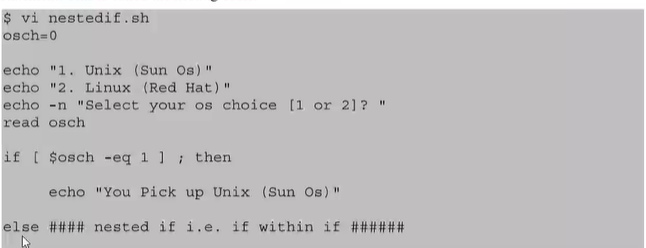 $ vi nestedif.sh
osch=0
echo "1. Unix (Sun Os)"
echo "2. Linux (Red Hat)"
echo -n "Select your os choice [1 or 2]? "
read osch
if [ $osch -eq 1 ] ; then
echo "You Pick up Unix (Sun Os)"
else #### nested if i.e. if within if ######